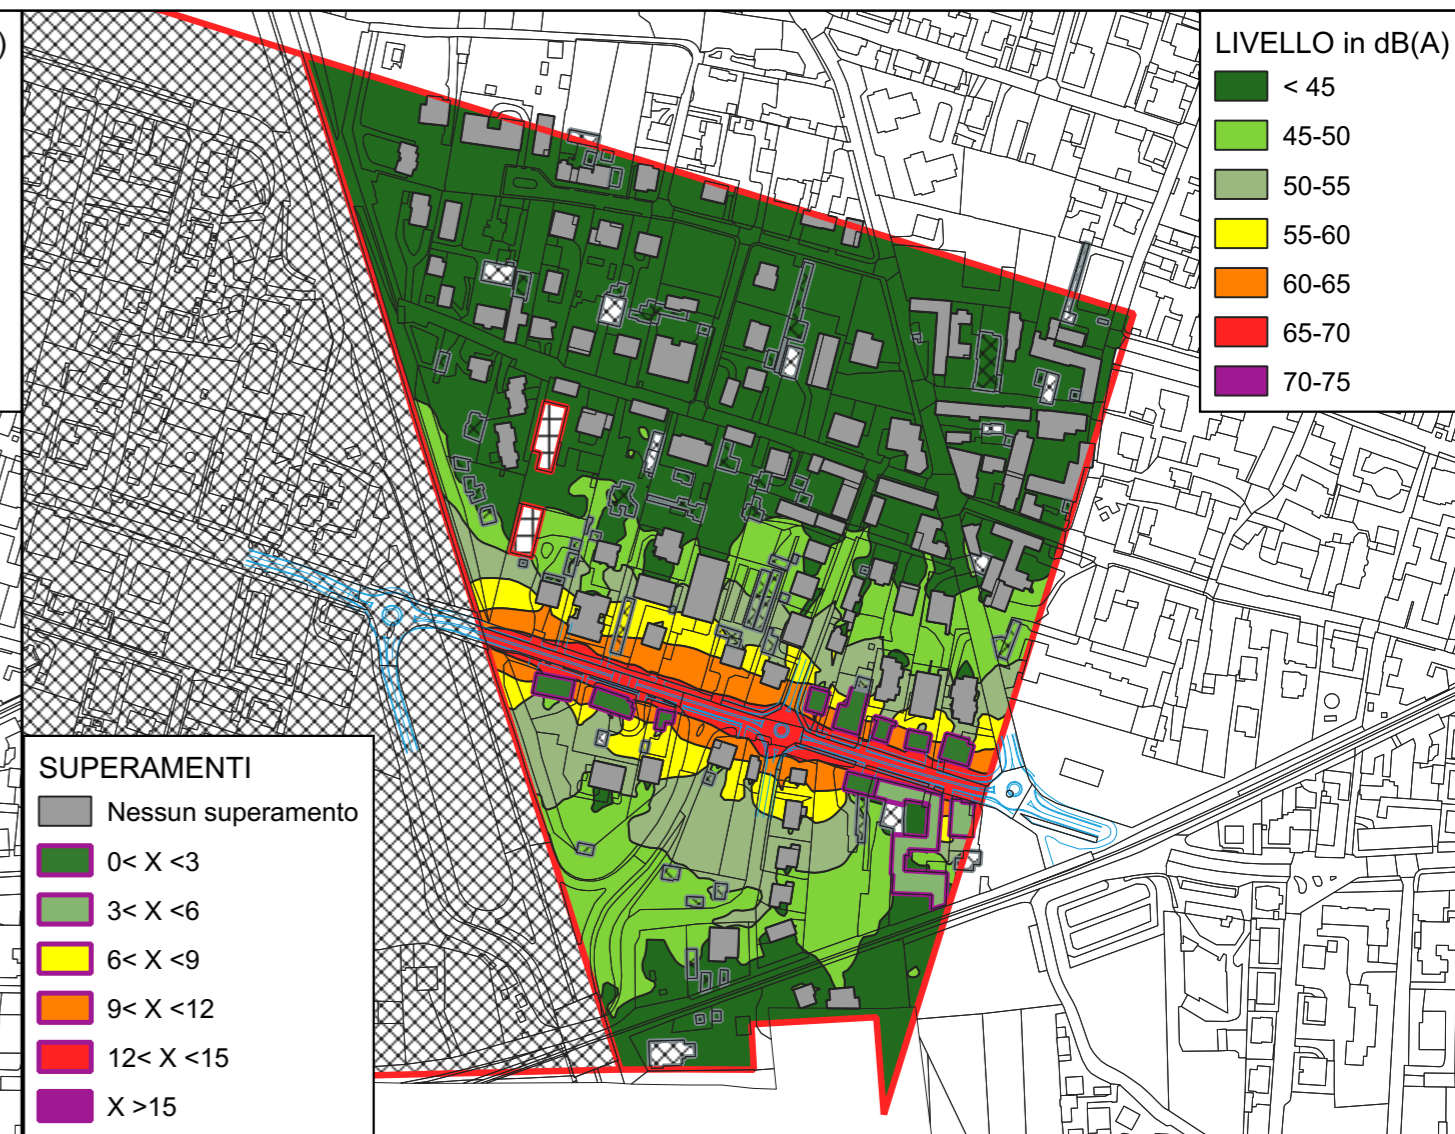 )
LIVELLO in dB(A)
< 45
45-50
50-55
55-60
60-65
65-70
70-75
SUPERAMENTI
Nessun superamento
0< X <3
3< X <6
6< X <9
9< X <12
12< X <15
X >15